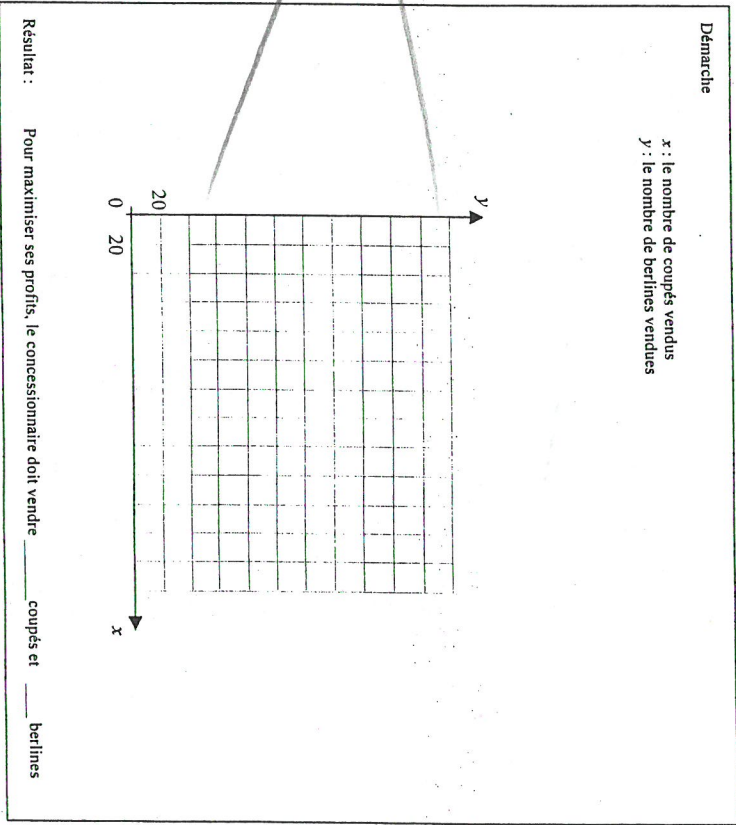 Démarche
x : le nombre de coupés vendus
y : le nombre de berlines vendues
y
20
0 20
x
Résultat : Pour maximiser ses profits, le concessionnaire doit vendre ______ coupés et ____ berlines